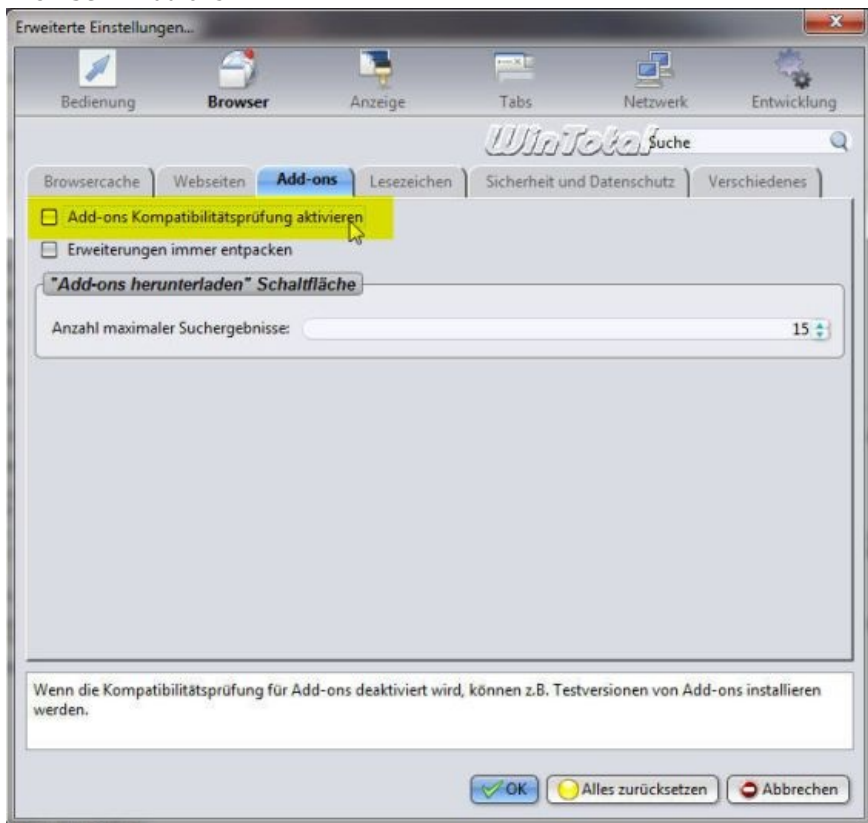 Erweiterte Einstellungen...
Bedienung Browser Anzeige Tabs Netzwerk Entwicklung
WinTotal Suche
Browsercache Webseiten Add-ons Lesezeichen Sicherheit und Datenschutz Verschiedenes
Add-ons Kompatibilitätsprüfung aktivieren
Erweiterungen immer entpacken
"Add-ons herunterladen" Schaltfläche
Anzahl maximaler Suchergebnisse: 15
Wenn die Kompatibilitätsprüfung für Add-ons deaktiviert wird, können z.B. Testversionen von Add-ons installieren
werden.
OK Alles zurücksetzen Abbrechen